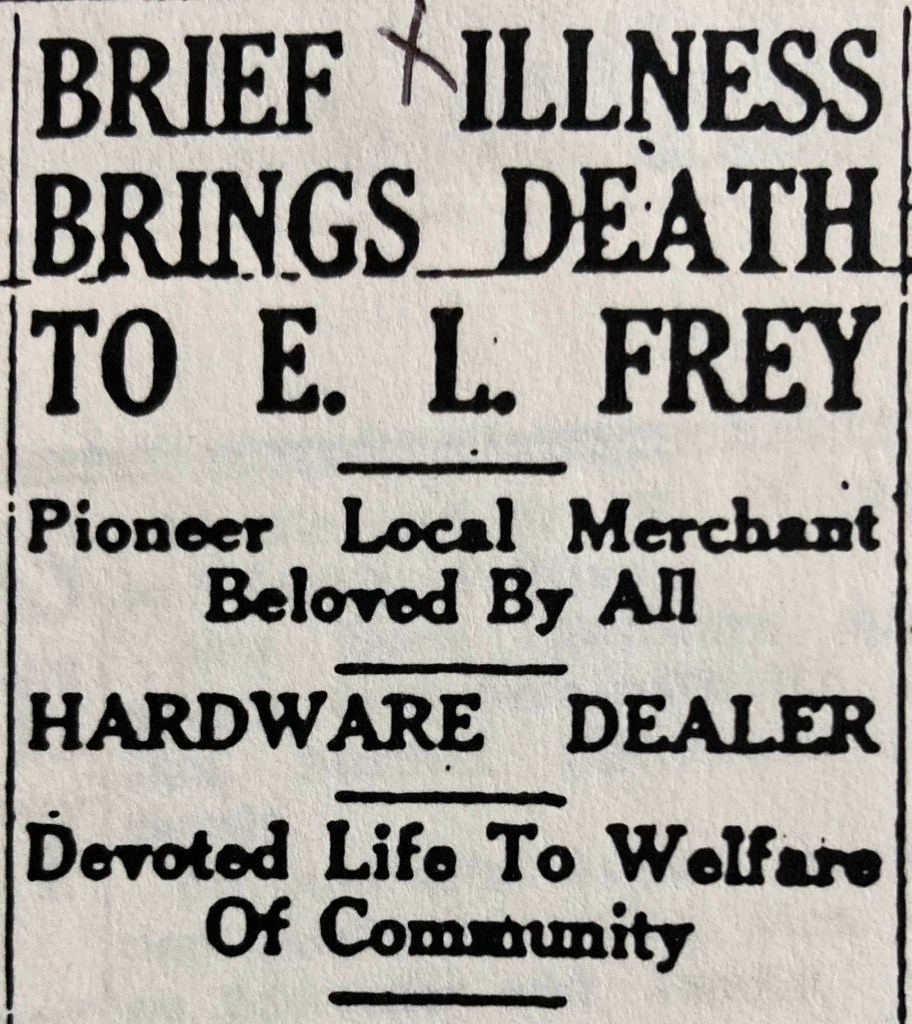 BRIEF ILLNESS
BRINGS DEATH
TO E. L. FREY
Pioneer Local Merchant
Beloved By All
HARDWARE DEALER
Devoted Life To Welfare
Of Community